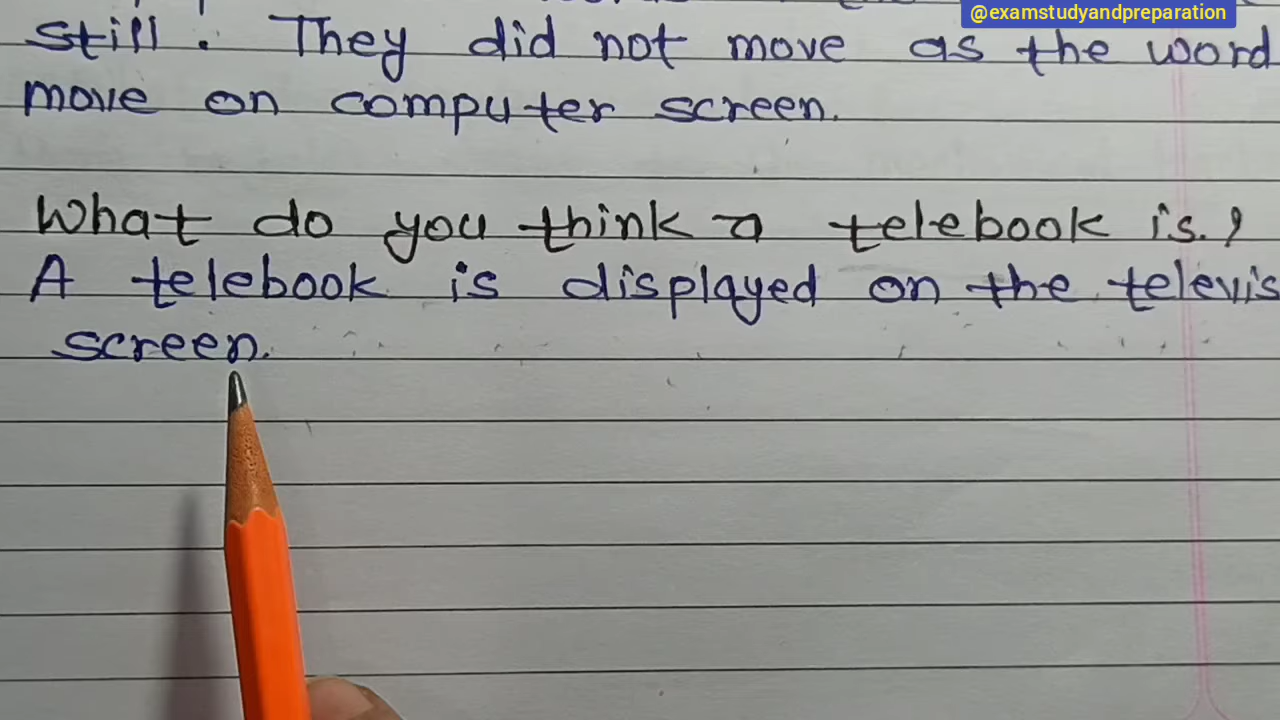 @examstudyandpreparation
still. They did not move as the word
move on computer screen.
What do you think a telebook is.?
A telebook is displayed on the televis
screen.